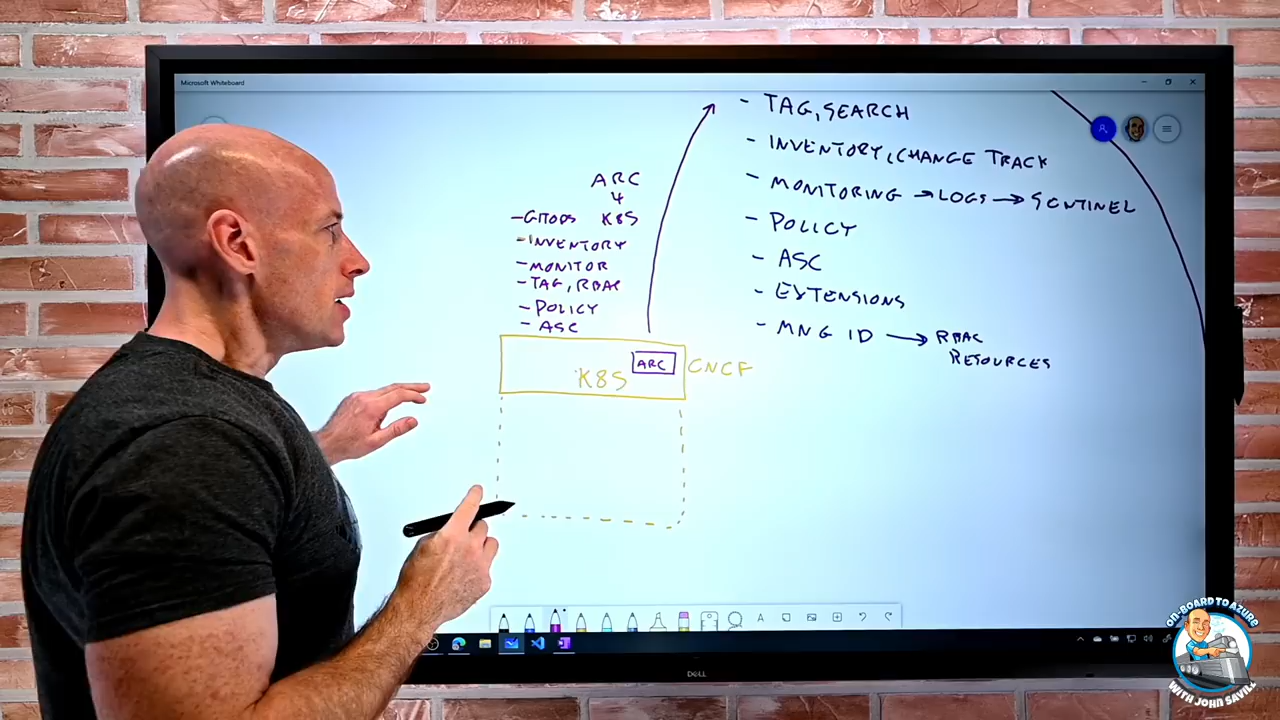 Microsoft Whiteboard
- TAG, SEARCH
- INVENTORY, CHANGE TRACK
- MONITORING → LOGS → SENTINEL
- POLICY
- ASC
- EXTENSIONS
- MNG ID → RBAC
RESOURCES
ARC
4
- GITOPS K8S
- INVENTORY
- MONITOR
- TAG, RBAC
- POLICY
- ASC
ARC
K8S
CNCF
A
DELL
ON-BOARD TO AZURE
WITH JOHN SAVILL